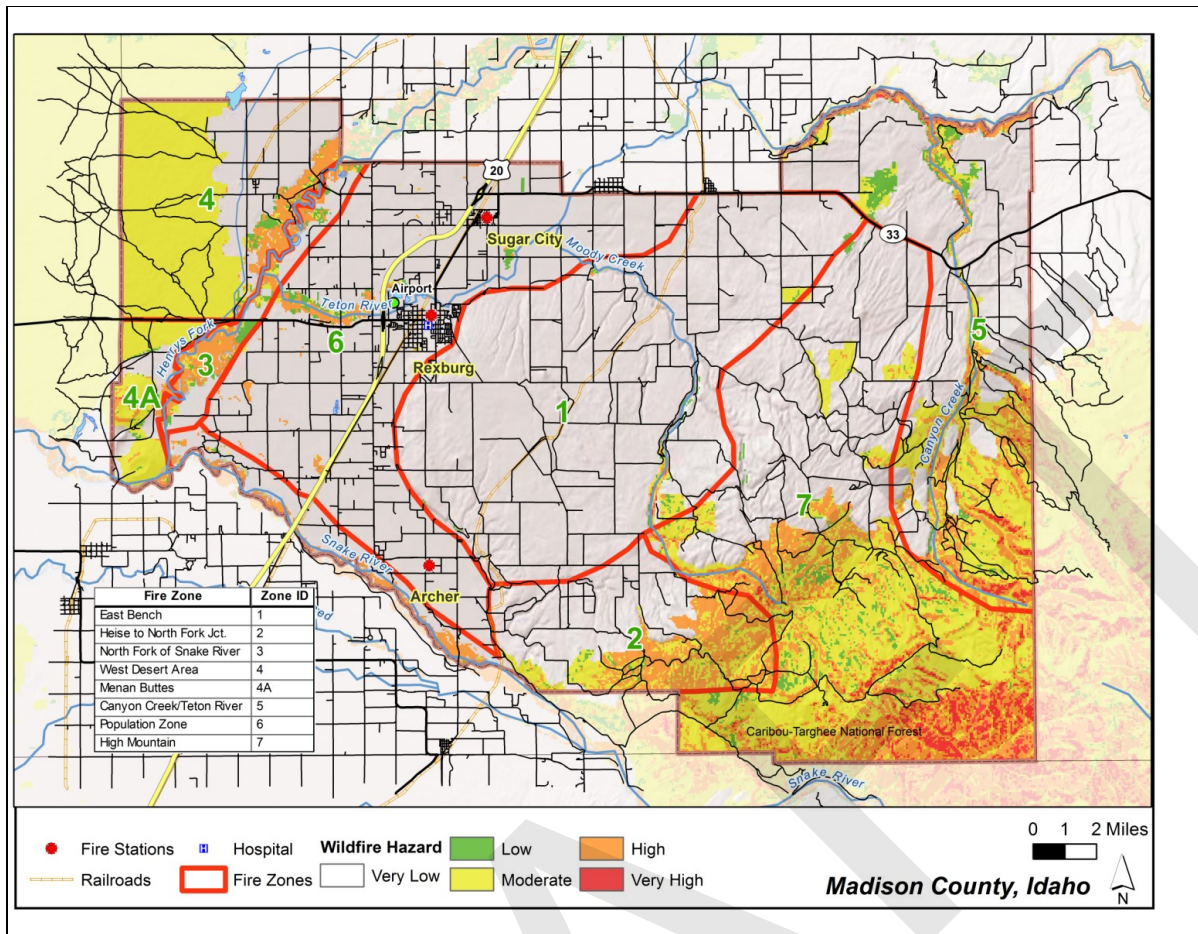 4
20
Sugar City
33
Moody Creek
Airport
Teton River
6
Henrys Fork
3
Rexburg
H
5
4A
1
Canyon Creek
7
Snake River
Archer
2
Caribou-Targhee National Forest
Snake River
Fire Zone Zone ID
East Bench 1
Heise to North Fork Jct. 2
North Fork of Snake River 3
West Desert Area 4
Menan Buttes 4A
Canyon Creek/Teton River 5
Population Zone 6
High Mountain 7
Fire Stations
Railroads
H Hospital
Fire Zones
Wildfire Hazard
Very Low
Low
Moderate
High
Very High
0 1 2 Miles
Madison County, Idaho
N